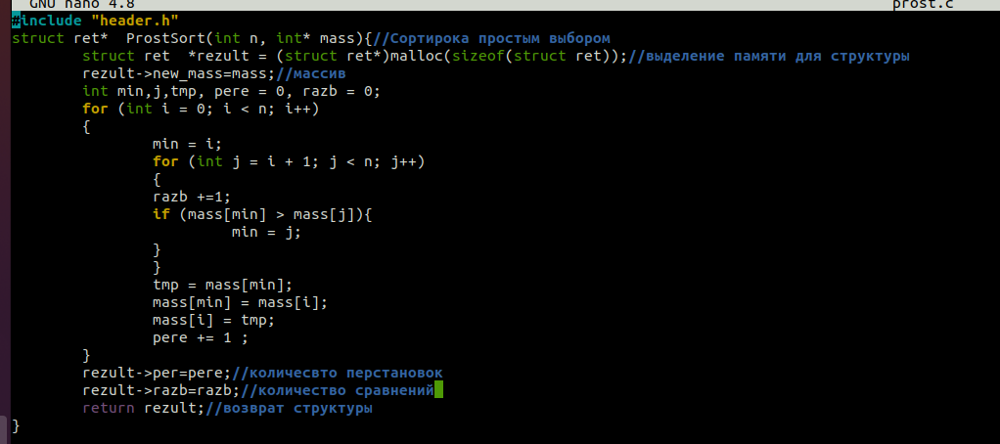 GNU nano 4.8 prost.c
#include "header.h"
struct ret*  ProstSort(int n, int* mass){//Сортирока простым выбором
        struct ret  *rezult = (struct ret*)malloc(sizeof(struct ret));//выделение памяти для структуры
        rezult->new_mass=mass;//массив
        int min,j,tmp, pere = 0, razb = 0;
        for (int i = 0; i < n; i++)
        {
                min = i;
                for (int j = i + 1; j < n; j++)
                {
                razb +=1;
                if (mass[min] > mass[j]){
                         min = j;
                }
                }
                tmp = mass[min];
                mass[min] = mass[i];
                mass[i] = tmp;
                pere += 1 ;
        }
        rezult->per=pere;//количесвто перстановок
        rezult->razb=razb;//количество сравнений
        return rezult;//возврат структуры
}